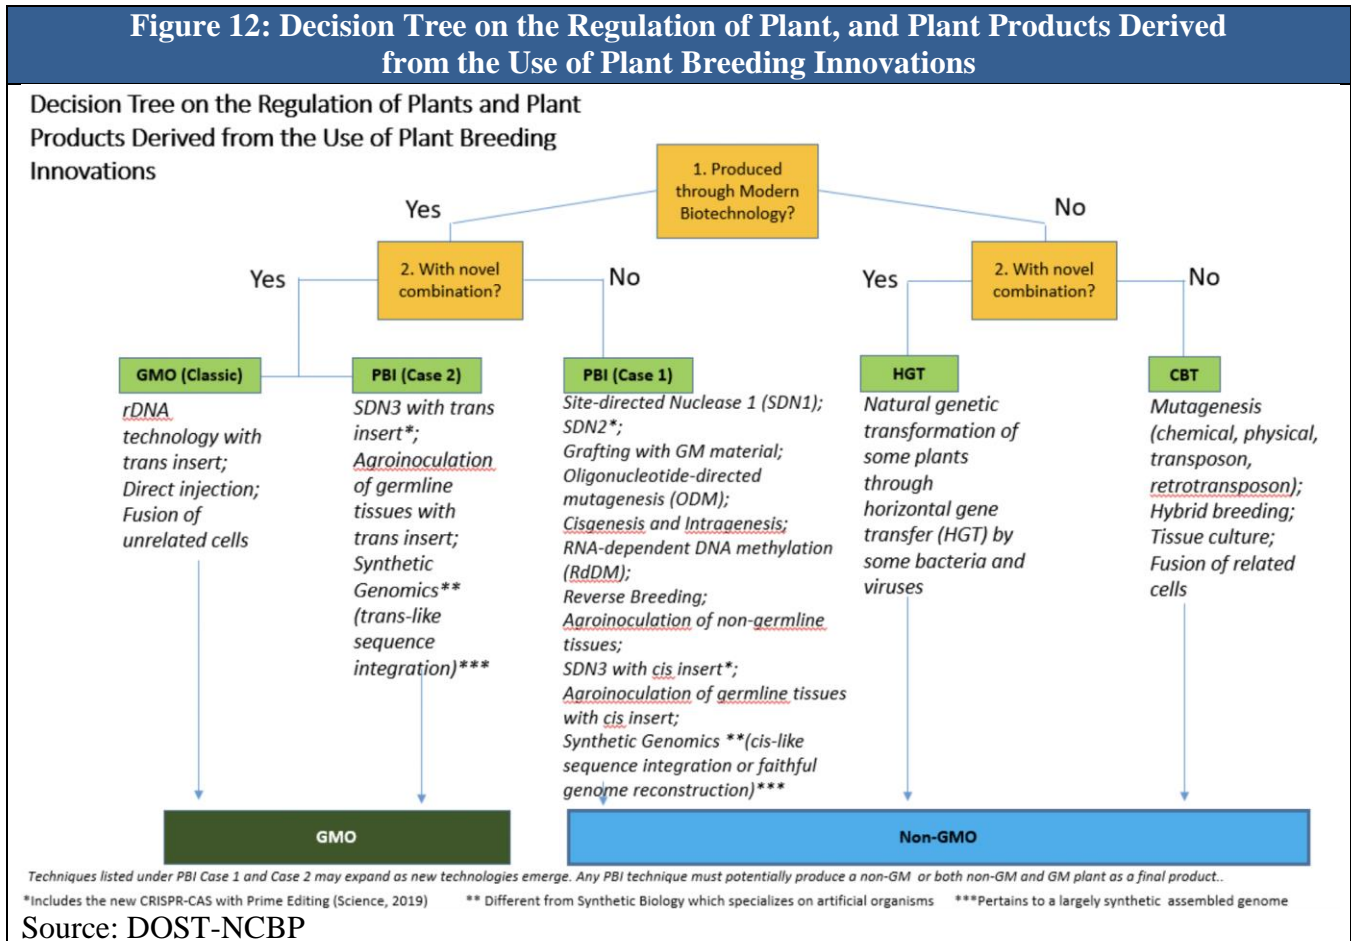 Figure 12: Decision Tree on the Regulation of Plant, and Plant Products Derived
from the Use of Plant Breeding Innovations
Decision Tree on the Regulation of Plants and Plant
Products Derived from the Use of Plant Breeding
Innovations
1. Produced
through Modern
Biotechnology?
Yes
No
2. With novel
combination?
Yes
No
2. With novel
combination?
Yes
No
GMO (Classic)
rDNA
technology with
trans insert;
Direct injection;
Fusion of
unrelated cells
PBI (Case 2)
SDN3 with trans
insert*;
Agroinoculation
of germline
tissues with
trans insert;
Synthetic
Genomics**
(trans-like
sequence
integration)***
PBI (Case 1)
Site-directed Nuclease 1 (SDN1);
SDN2*;
Grafting with GM material;
Oligonucleotide-directed
mutagenesis (ODM);
Cisgenesis and Intragenesis;
RNA-dependent DNA methylation
(RdDM);
Reverse Breeding;
Agroinoculation of non-germline
tissues;
SDN3 with cis insert*;
Agroinoculation of germline tissues
with cis insert;
Synthetic Genomics **(cis-like
sequence integration or faithful
genome reconstruction)***
HGT
Natural genetic
transformation of
some plants
through
horizontal gene
transfer (HGT) by
some bacteria and
viruses
CBT
Mutagenesis
(chemical, physical,
transposon,
retrotransposon);
Hybrid breeding;
Tissue culture;
Fusion of related
cells
GMO
Non-GMO
Techniques listed under PBI Case 1 and Case 2 may expand as new technologies emerge. Any PBI technique must potentially produce a non-GM or both non-GM and GM plant as a final product..
*Includes the new CRISPR-CAS with Prime Editing (Science, 2019) ** Different from Synthetic Biology which specializes on artificial organisms ***Pertains to a largely synthetic assembled genome
Source: DOST-NCBP